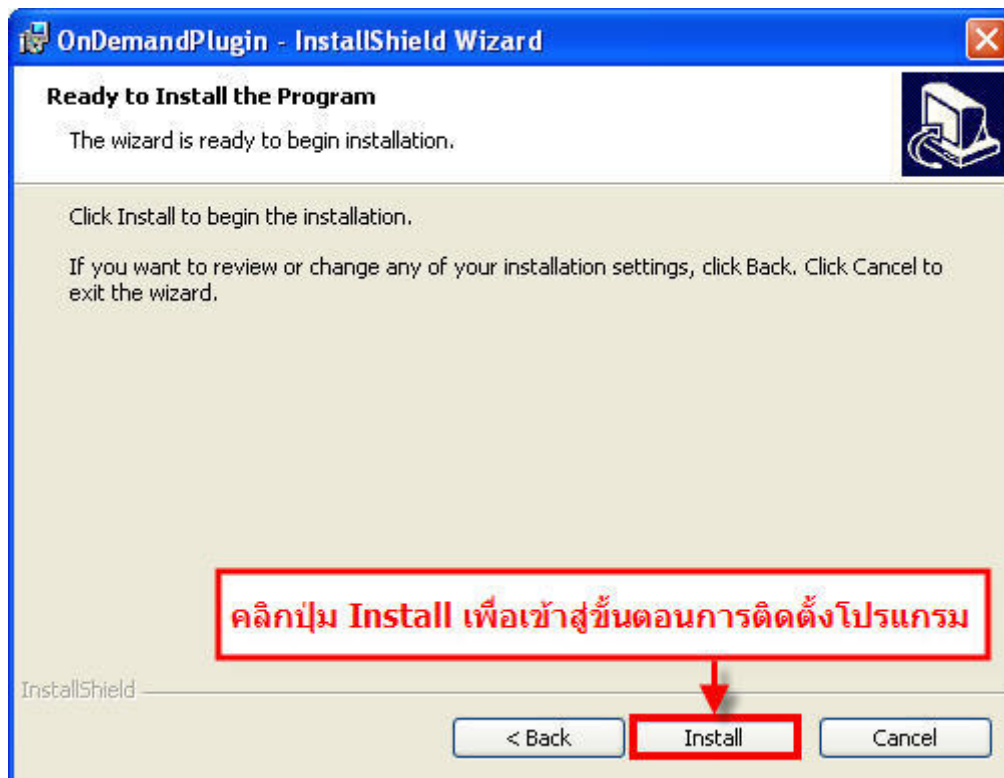 OnDemandPlugin - InstallShield Wizard
Ready to Install the Program
The wizard is ready to begin installation.
Click Install to begin the installation.
If you want to review or change any of your installation settings, click Back. Click Cancel to
exit the wizard.
คลิกปุ่ม Install เพื่อเข้าสู่ขั้นตอนการติดตั้งโปรแกรม
InstallShield
< Back
Install
Cancel